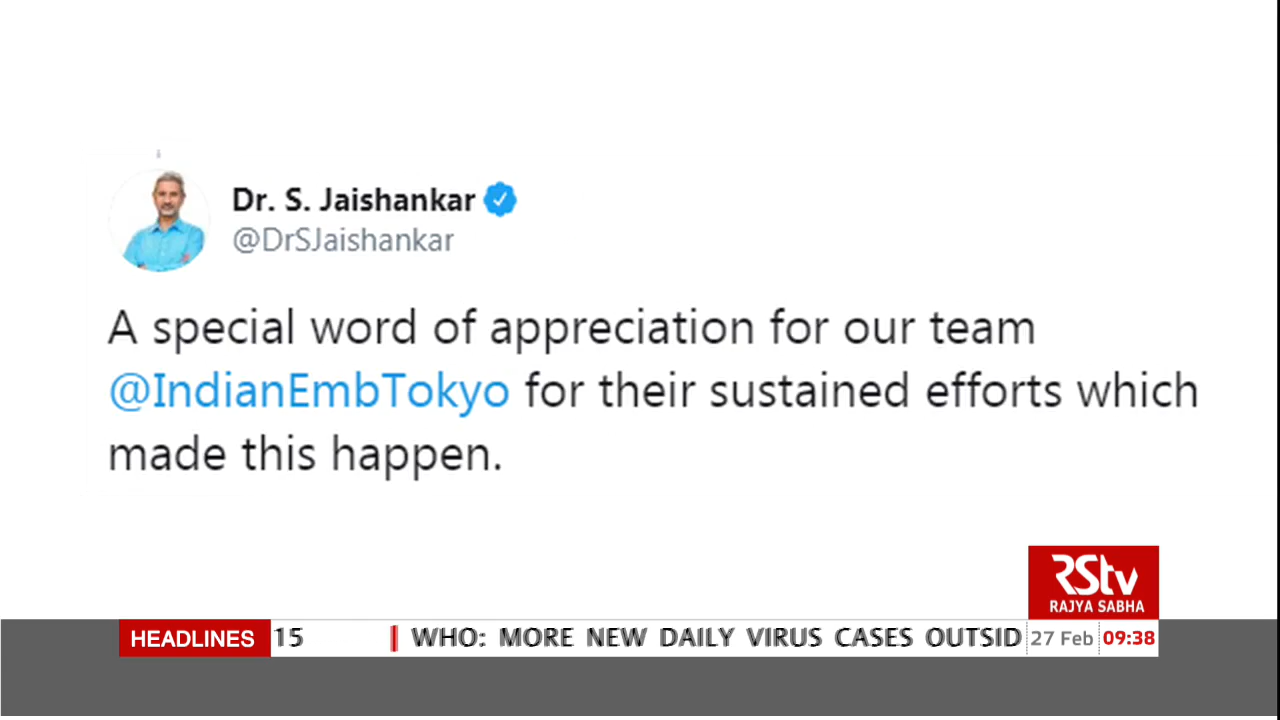 Dr. S. Jaishankar
@DrSJaishankar
A special word of appreciation for our team
@IndianEmbTokyo for their sustained efforts which
made this happen.
RStv
RAJYA SABHA
HEADLINES 15 WHO: MORE NEW DAILY VIRUS CASES OUTSID 27 Feb 09:38